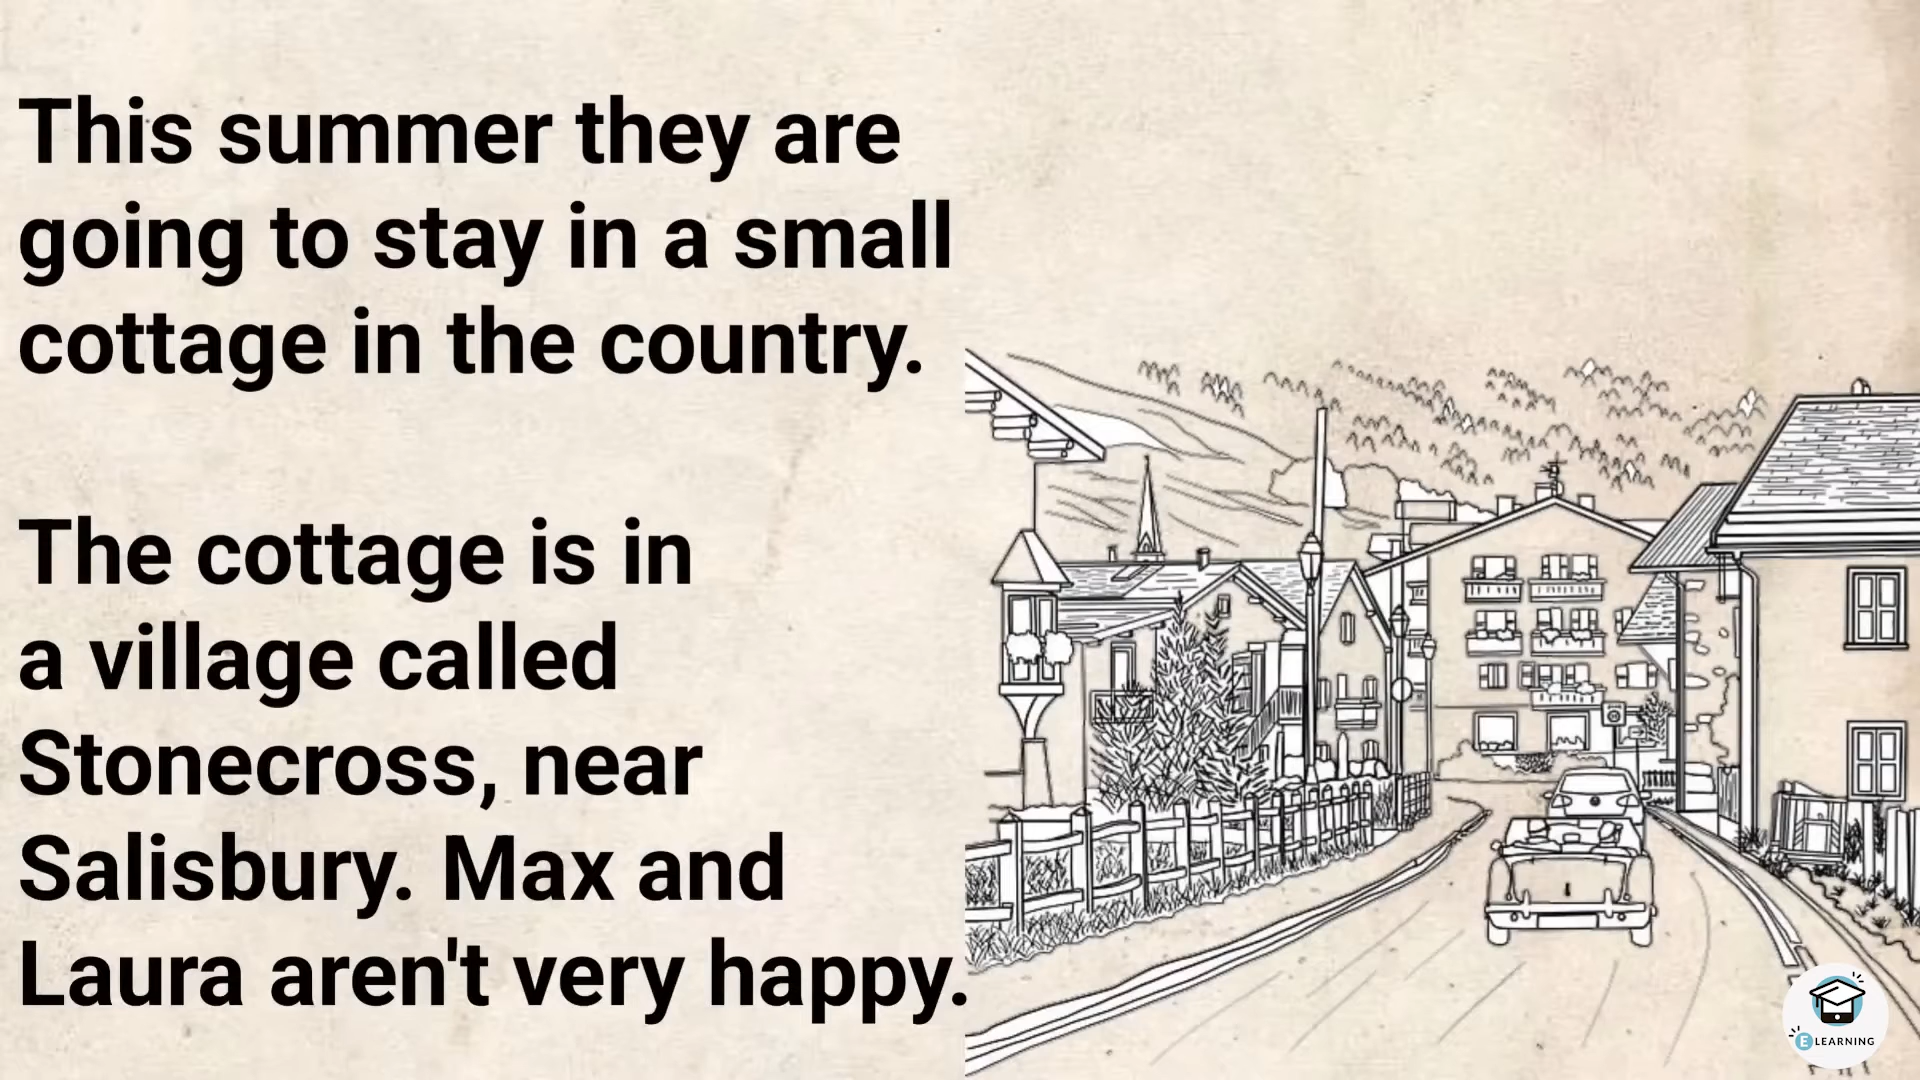 This summer they are
going to stay in a small
cottage in the country.
The cottage is in
a village called
Stonecross, near
Salisbury. Max and
Laura aren't very happy.
E LEARNING